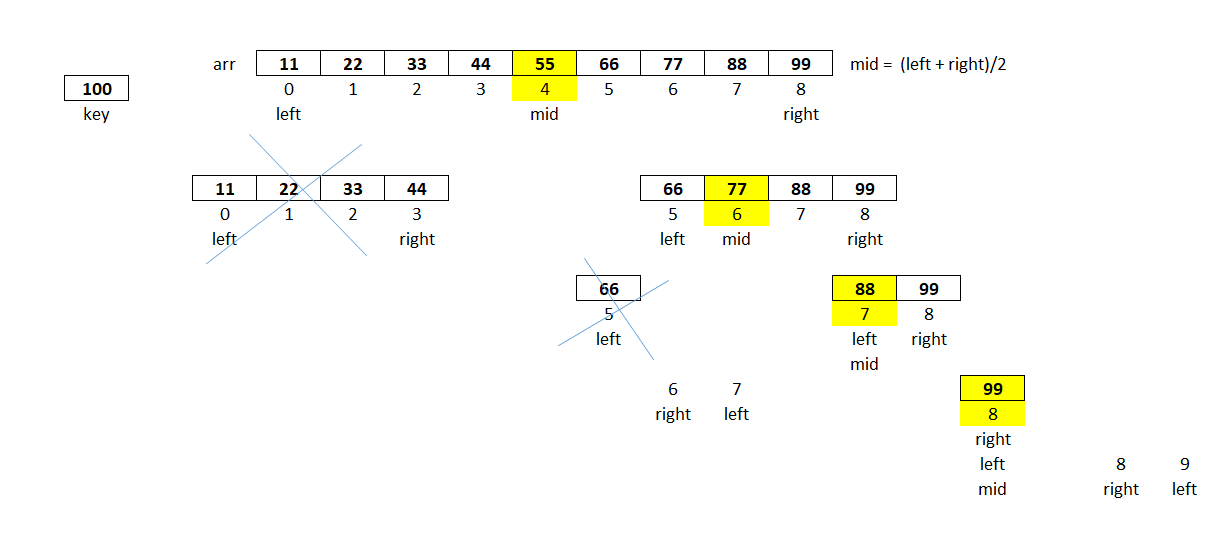 arr 11 22 33 44 55 66 77 88 99 mid = (left + right)/2
100 0 1 2 3 4 5 6 7 8
key left mid right
11 22 33 44 66 77 88 99
0 1 2 3 5 6 7 8
left right left mid right
66 88 99
5 7 8
left left right
mid
6 7 99
right left 8
right
left 8 9
mid right left